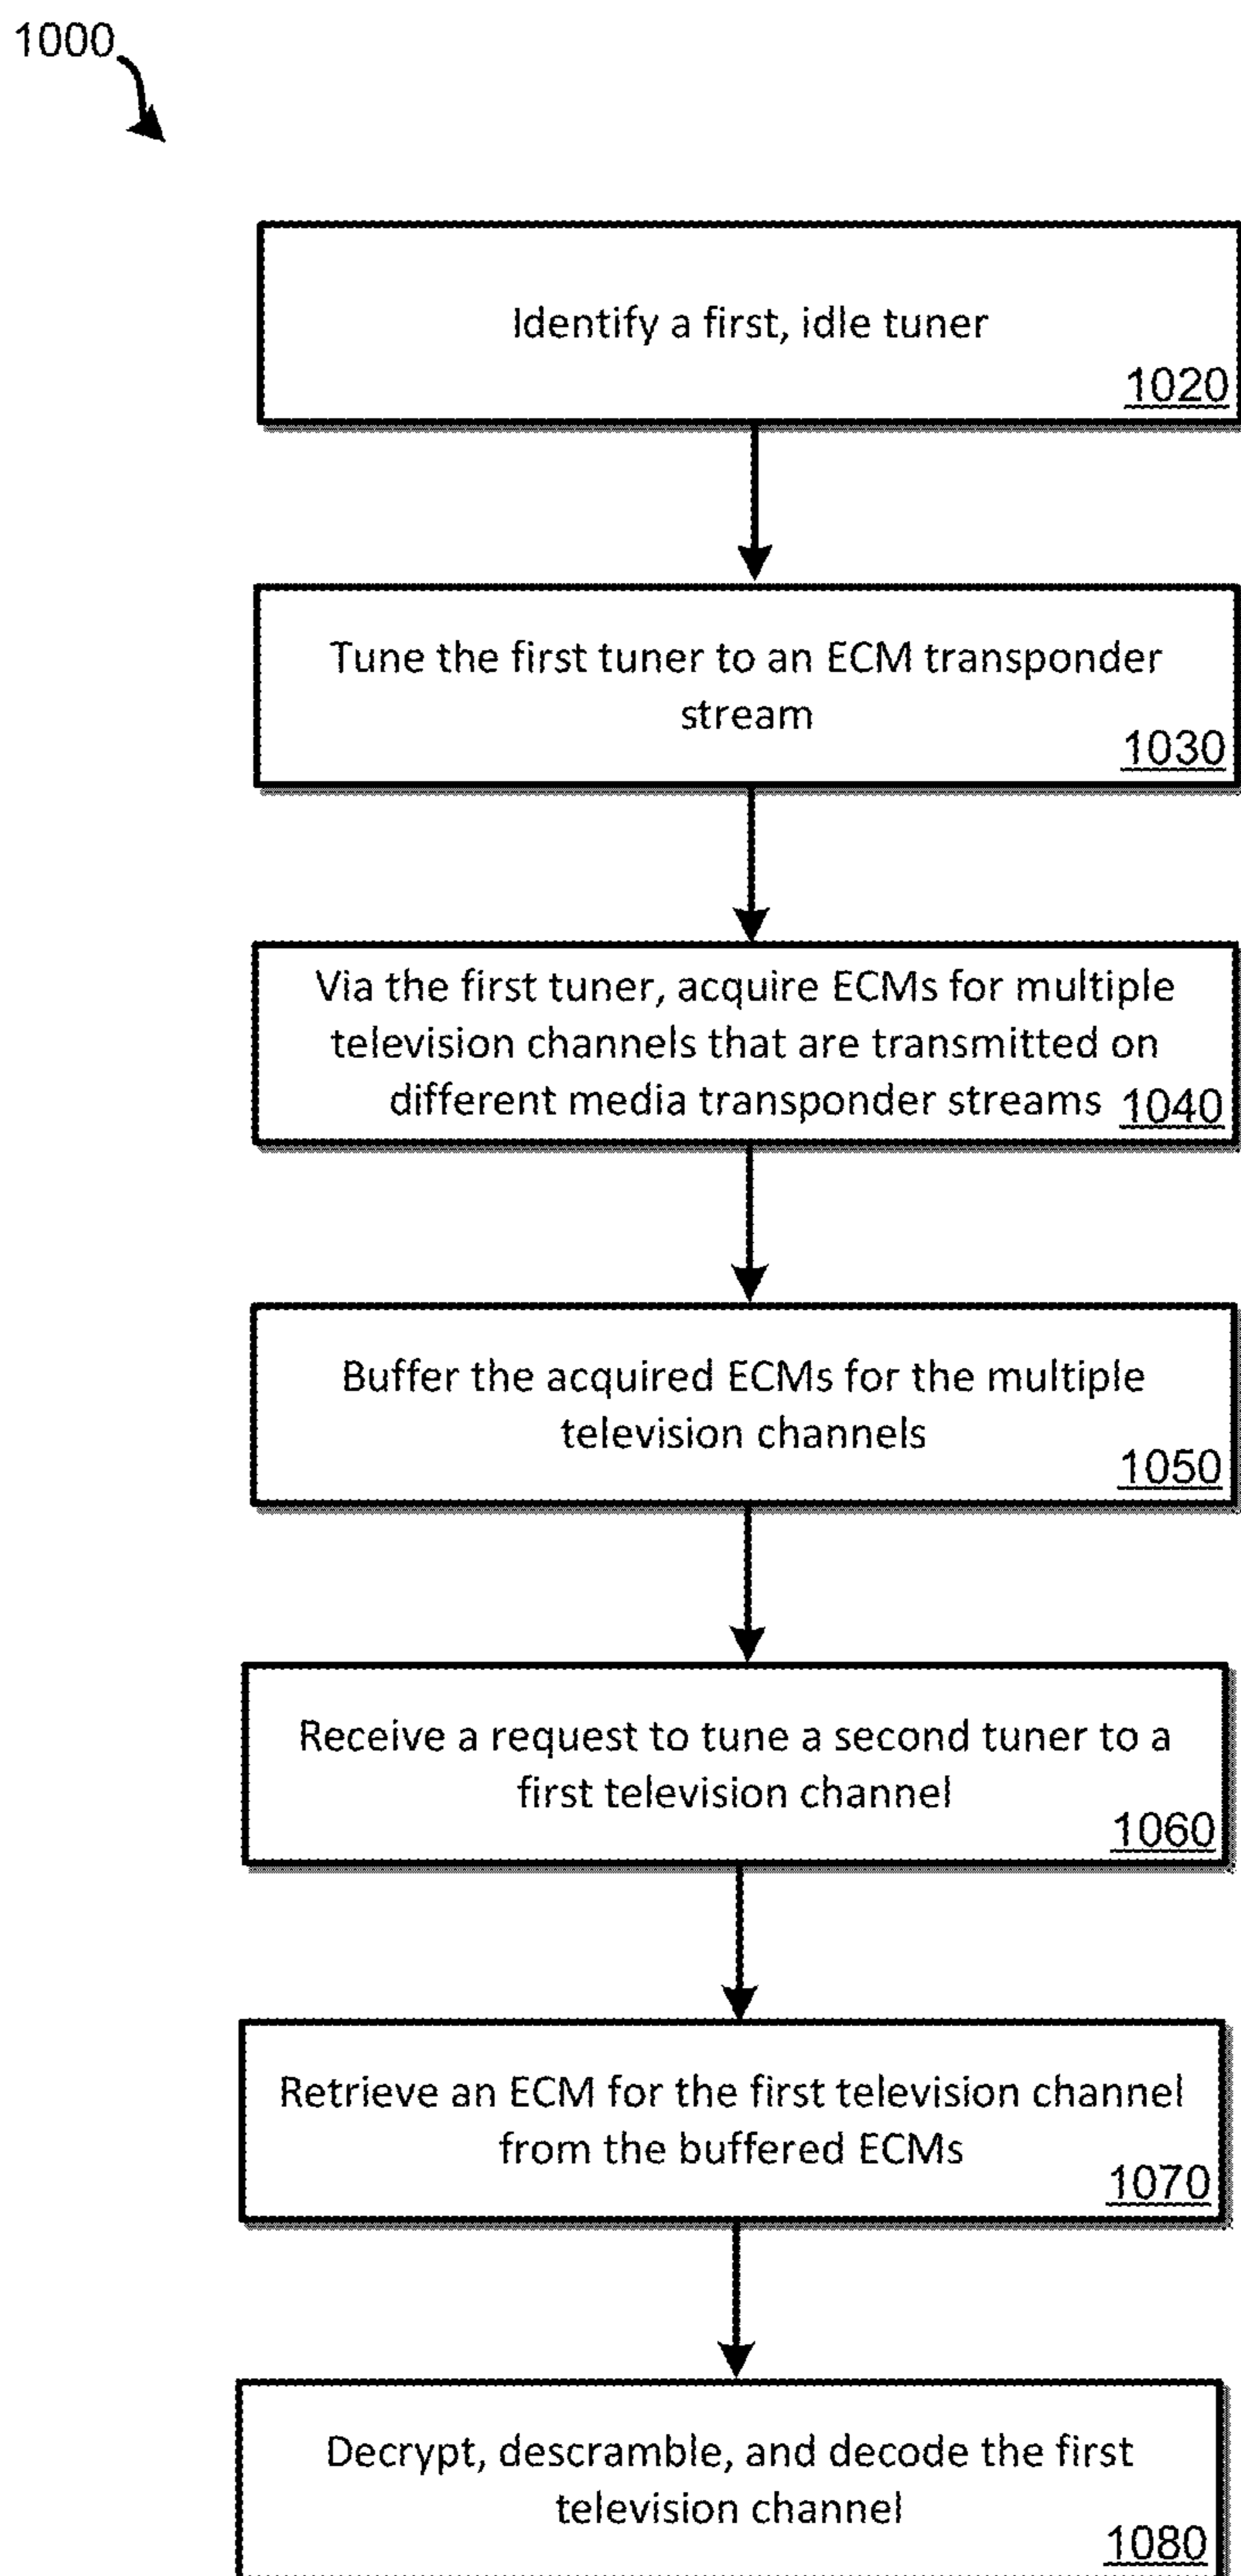 1000
Identify a first, idle tuner
1020
Tune the first tuner to an ECM transponder
stream
1030
Via the first tuner, acquire ECMs for multiple
television channels that are transmitted on
different media transponder streams 1040
Buffer the acquired ECMs for the multiple
television channels
1050
Receive a request to tune a second tuner to a
first television channel
1060
Retrieve an ECM for the first television channel
from the buffered ECMs
1070
Decrypt, descramble, and decode the first
television channel
1080